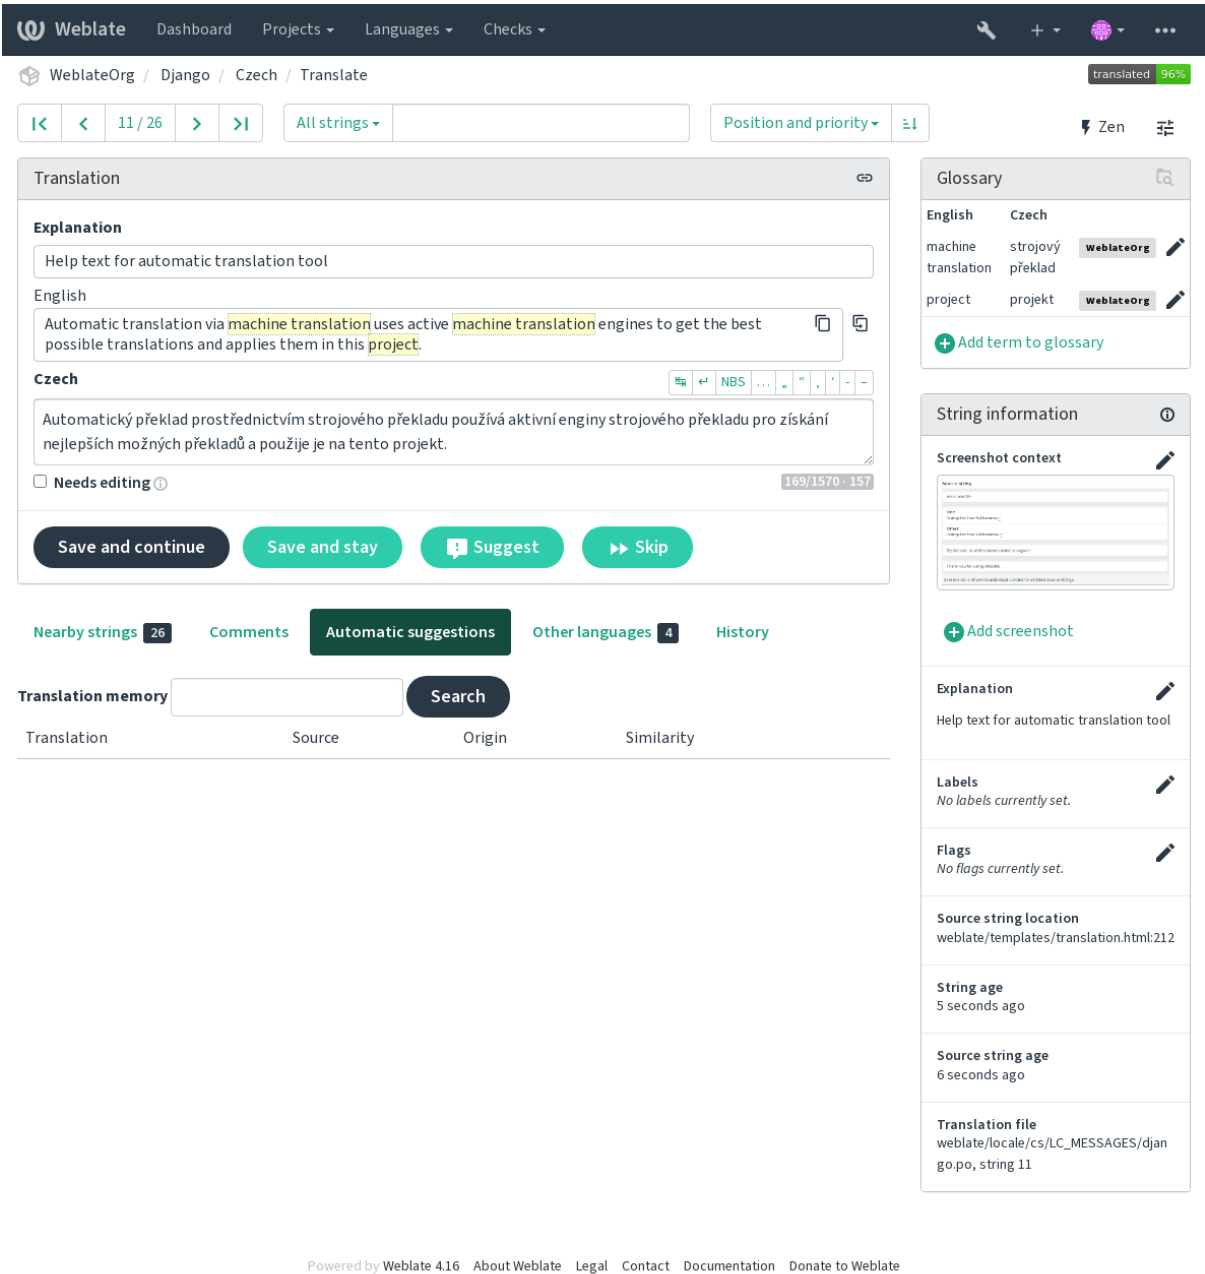 Weblate Dashboard Projects Languages Checks
WeblateOrg / Django / Czech / Translate
translated 96%
11 / 26 All strings Position and priority
Zen
Translation
Explanation
Help text for automatic translation tool
English
Automatic translation via machine translation uses active machine translation engines to get the best
possible translations and applies them in this project.
Czech
NBS … „ “ ‚ ‘ - –
Automatický překlad prostřednictvím strojového překladu používá aktivní enginy strojového překladu pro získání
nejlepších možných překladů a použije je na tento projekt.
Needs editing
169/1570 · 157
Save and continue Save and stay Suggest Skip
Nearby strings 26 Comments Automatic suggestions Other languages 4 History
Translation memory Search
Translation Source Origin Similarity
Glossary
English Czech
machine translation strojový překlad WeblateOrg
project projekt WeblateOrg
Add term to glossary
String information
Screenshot context
Add screenshot
Explanation
Help text for automatic translation tool
Labels
No labels currently set.
Flags
No flags currently set.
Source string location
weblate/templates/translation.html:212
String age
5 seconds ago
Source string age
6 seconds ago
Translation file
weblate/locale/cs/LC_MESSAGES/djan
go.po, string 11
Powered by Weblate 4.16 About Weblate Legal Contact Documentation Donate to Weblate